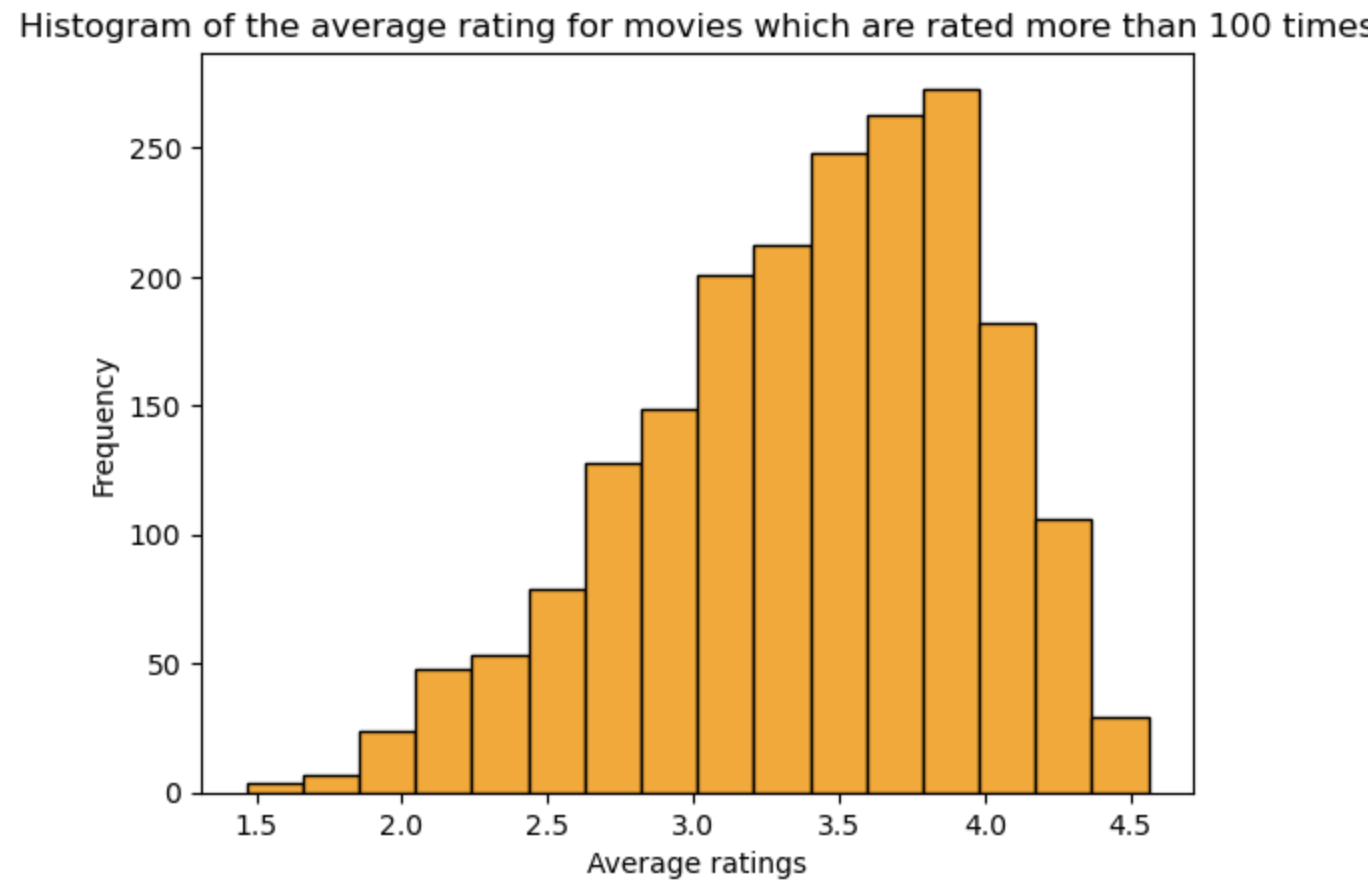 Histogram of the average rating for movies which are rated more than 100 times
250
200
150
100
50
0
Frequency
1.5 2.0 2.5 3.0 3.5 4.0 4.5
Average ratings